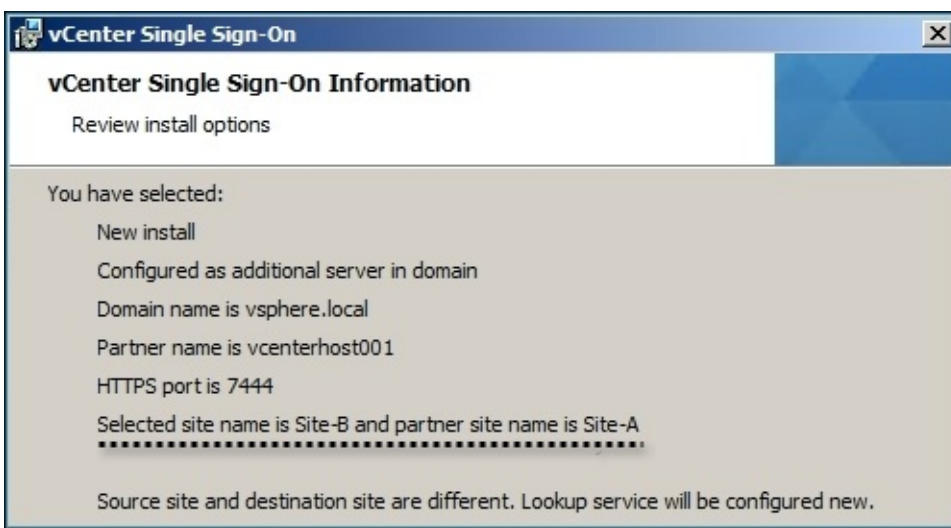 vCenter Single Sign-On
vCenter Single Sign-On Information
Review install options
You have selected:
New install
Configured as additional server in domain
Domain name is vsphere.local
Partner name is vcenterhost001
HTTPS port is 7444
Selected site name is Site-B and partner site name is Site-A
Source site and destination site are different. Lookup service will be configured new.